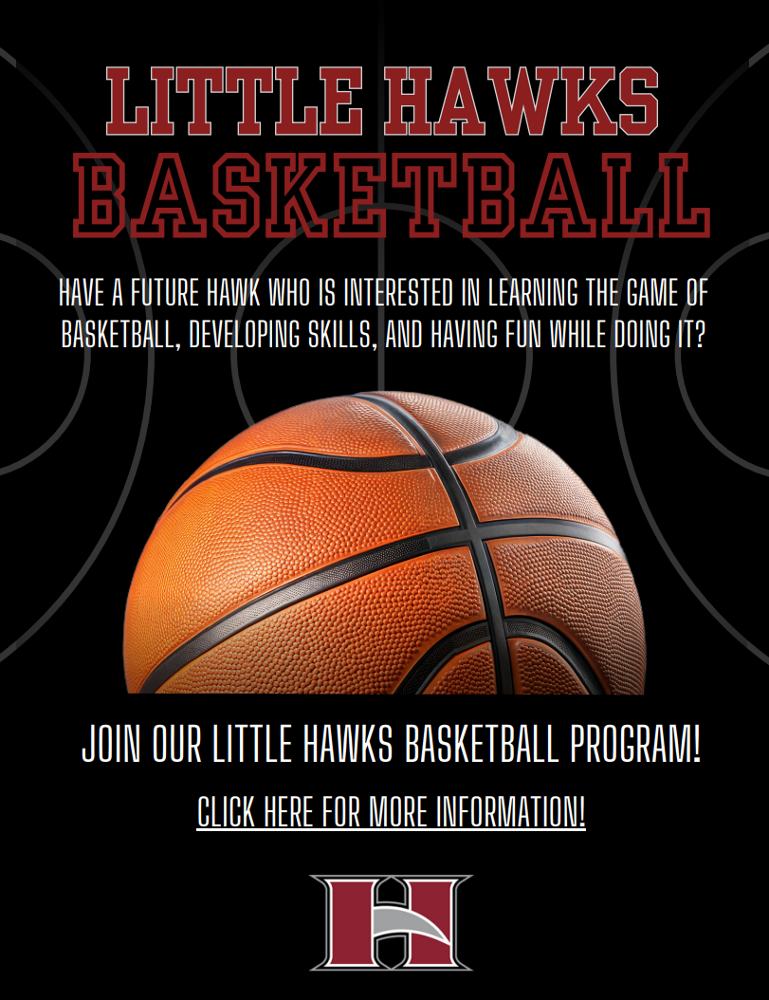 LITTLE HAWKS
BASKETBALL
HAVE A FUTURE HAWK WHO IS INTERESTED IN LEARNING THE GAME OF
BASKETBALL, DEVELOPING SKILLS, AND HAVING FUN WHILE DOING IT?
JOIN OUR LITTLE HAWKS BASKETBALL PROGRAM!
CLICK HERE FOR MORE INFORMATION!
H